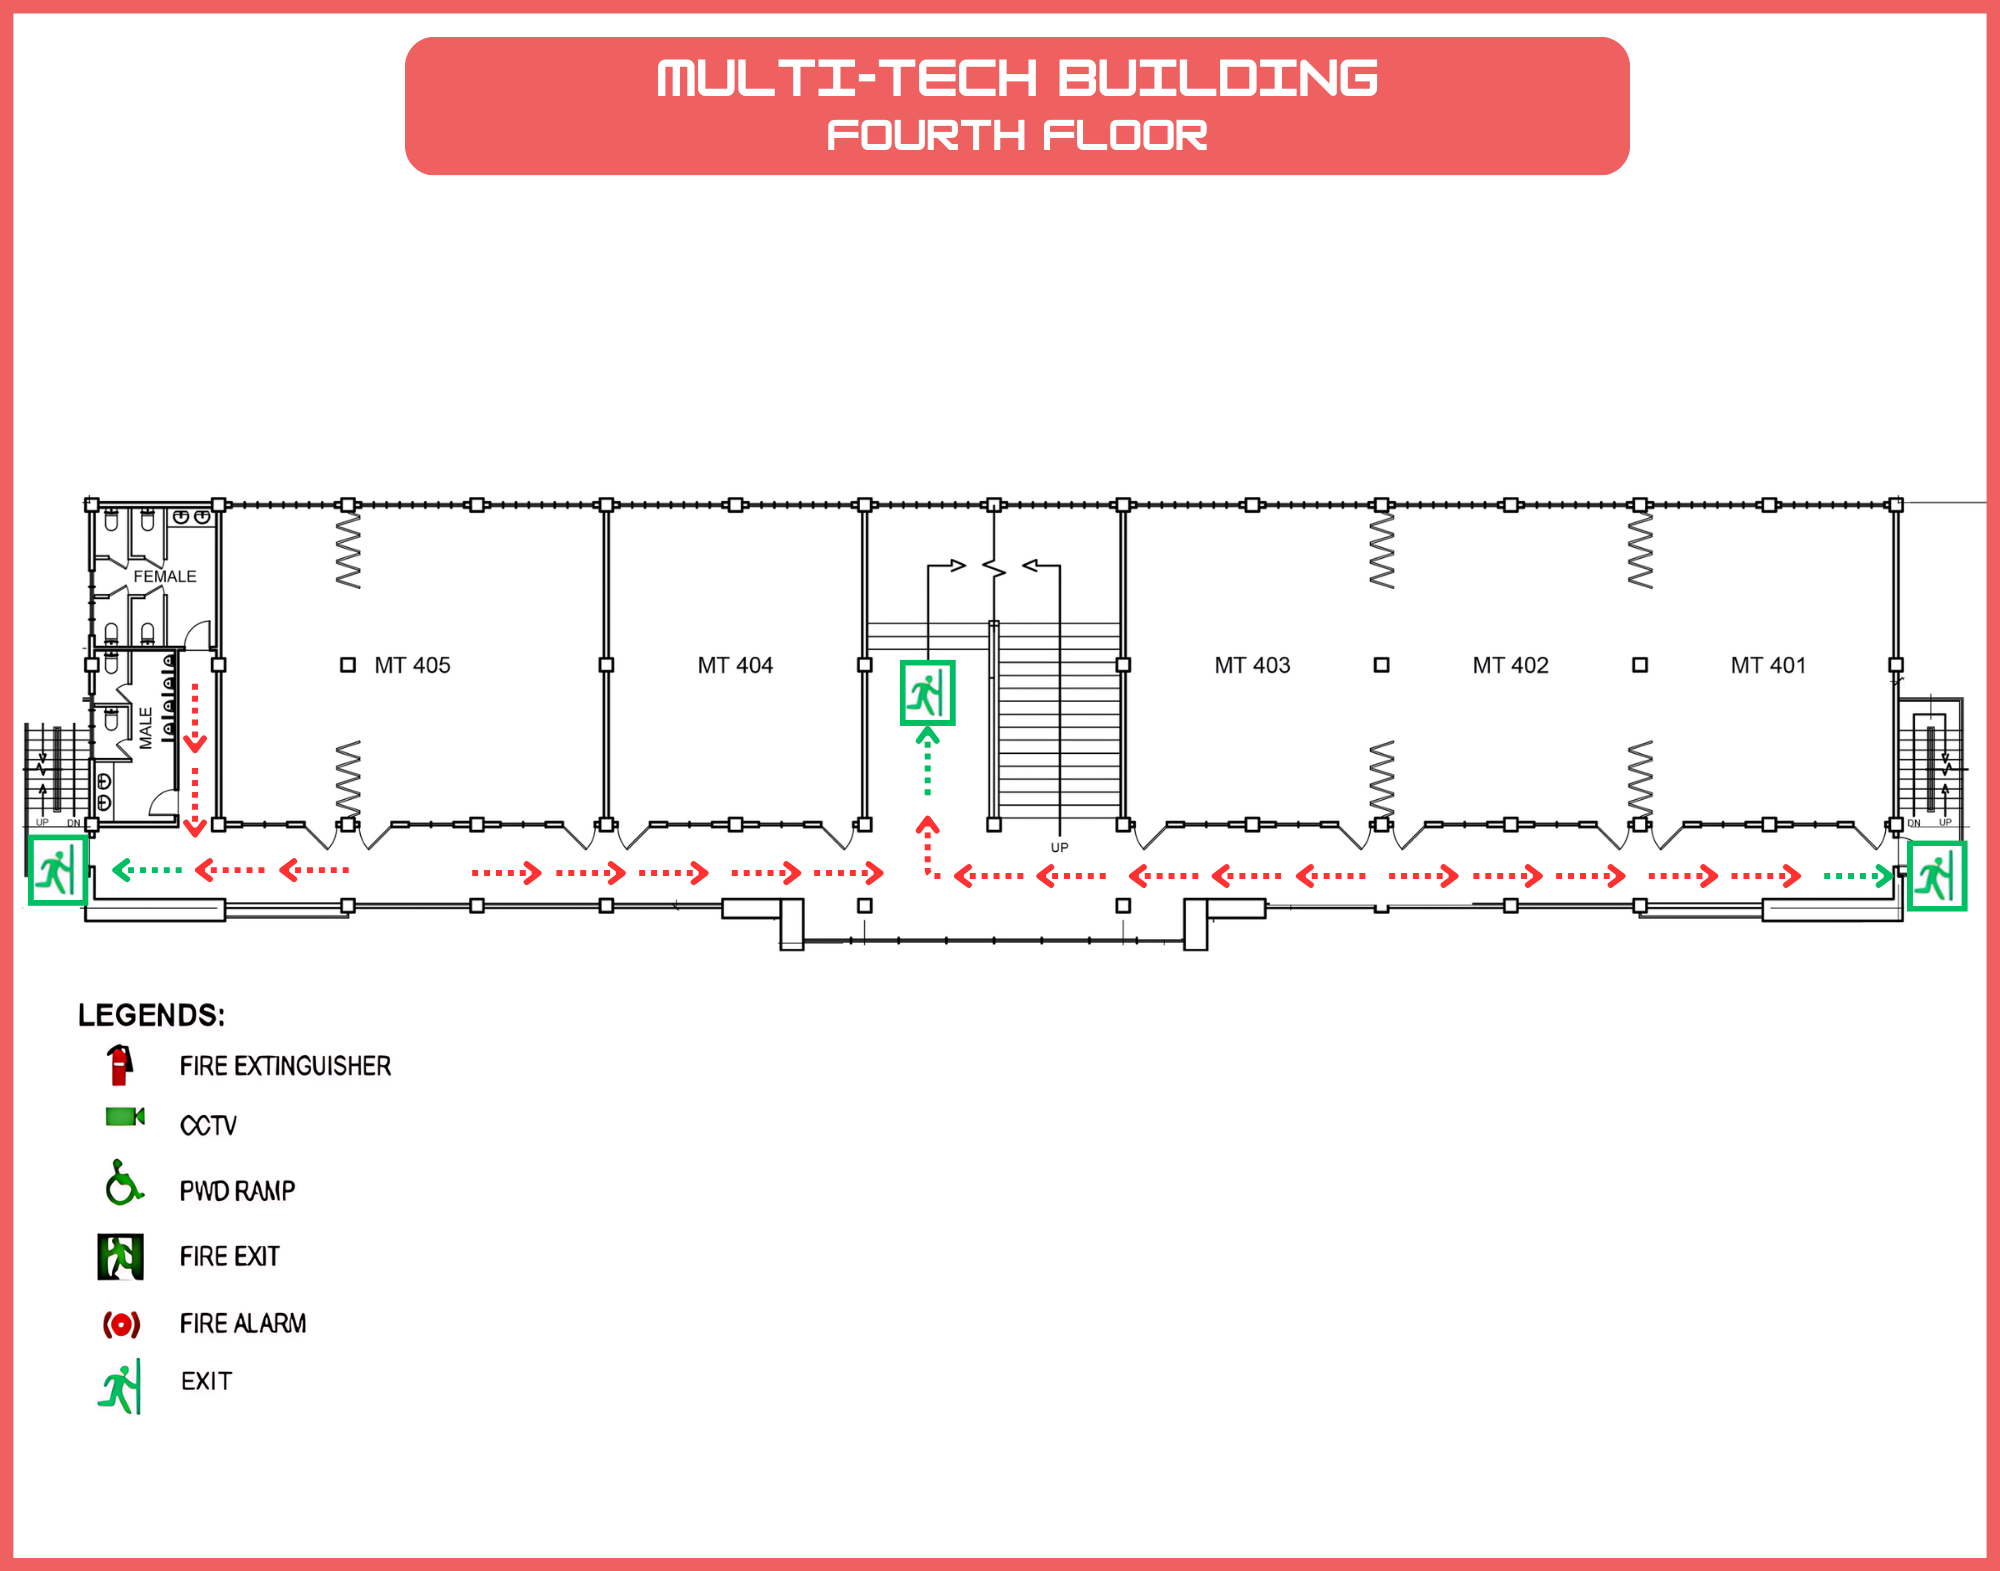 MULTI-TECH BUILDING
FOURTH FLOOR
FEMALE
MALE
MT 405
MT 404
MT 403
MT 402
MT 401
UP DN
UP
DN UP
LEGENDS:
FIRE EXTINGUISHER
CCTV
PWD RAMP
FIRE EXIT
FIRE ALARM
EXIT